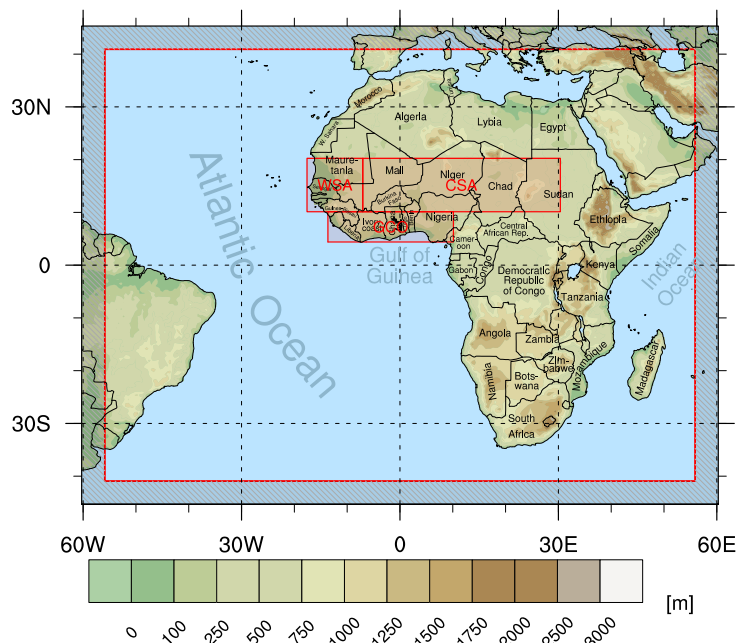 30N
0
30S
60W
30W
0
30E
60E
Atlantic Ocean
Gulf of
Guinea
Indian
Ocean
Morocco
Algeria
Lybia
Egypt
W. Sahara
Maure-
tania
Mali
Niger
Chad
Sudan
WSA
CSA
Burkina
Faso
Nigeria
Ethiopia
Somalia
Central
African Rep.
Camer-
oon
Gabon
Congo
Democratic
Republic
of Congo
Kenya
Tanzania
Angola
Zambia
Zim-
babwe
Mozambique
Madagascar
Namibia
Bots-
wana
South
Africa
0
100
250
500
750
1000
1250
1500
1750
2000
2500
3000
[m]